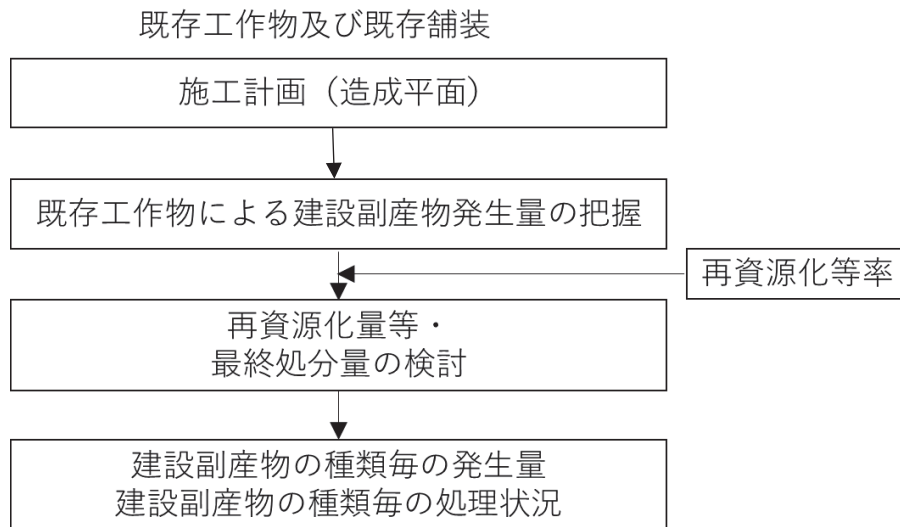 既存工作物及び既存舗装
施工計画（造成平面）
既存工作物による建設副産物発生量の把握
再資源化等率
再資源化量等・
最終処分量の検討
建設副産物の種類毎の発生量
建設副産物の種類毎の処理状況